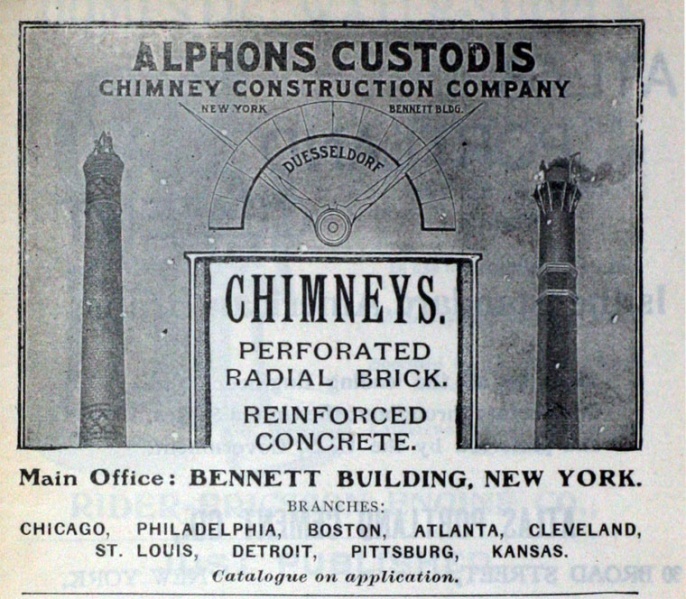 ALPHONS CUSTODIS
CHIMNEY CONSTRUCTION COMPANY
NEW YORK BENNETT BLDG.
DUESSELDORF
CHIMNEYS.
PERFORATED
RADIAL BRICK.
REINFORCED
CONCRETE.
Main Office: BENNETT BUILDING, NEW YORK.
BRANCHES:
CHICAGO, PHILADELPHIA, BOSTON, ATLANTA, CLEVELAND,
ST. LOUIS, DETROIT, PITTSBURG, KANSAS.
Catalogue on application.